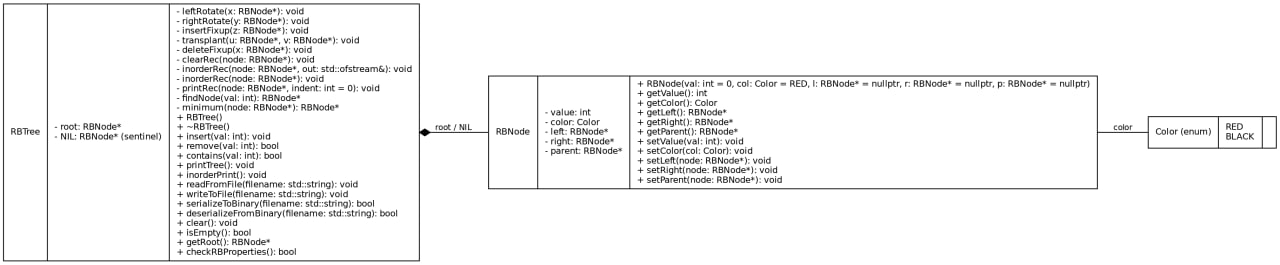 RBTree
- root: RBNode*
- NIL: RBNode* (sentinel)
- leftRotate(x: RBNode*): void
- rightRotate(y: RBNode*): void
- insertFixup(z: RBNode*): void
- transplant(u: RBNode*, v: RBNode*): void
- deleteFixup(x: RBNode*): void
- clearRec(node: RBNode*): void
- inorderRec(node: RBNode*, out: std::ofstream&): void
- inorderRec(node: RBNode*): void
- printRec(node: RBNode*, indent: int = 0): void
- findNode(val: int): RBNode*
- minimum(node: RBNode*): RBNode*
+ RBTree()
+ ~RBTree()
+ insert(val: int): void
+ remove(val: int): bool
+ contains(val: int): bool
+ printTree(): void
+ inorderPrint(): void
+ readFromFile(filename: std::string): void
+ writeToFile(filename: std::string): void
+ serializeToBinary(filename: std::string): bool
+ deserializeFromBinary(filename: std::string): bool
+ clear(): void
+ isEmpty(): bool
+ getRoot(): RBNode*
+ checkRBProperties(): bool
root / NIL
RBNode
- value: int
- color: Color
- left: RBNode*
- right: RBNode*
- parent: RBNode*
+ RBNode(val: int = 0, col: Color = RED, l: RBNode* = nullptr, r: RBNode* = nullptr, p: RBNode* = nullptr)
+ getValue(): int
+ getColor(): Color
+ getLeft(): RBNode*
+ getRight(): RBNode*
+ getParent(): RBNode*
+ setValue(val: int): void
+ setColor(col: Color): void
+ setLeft(node: RBNode*): void
+ setRight(node: RBNode*): void
+ setParent(node: RBNode*): void
color
Color (enum)
RED
BLACK